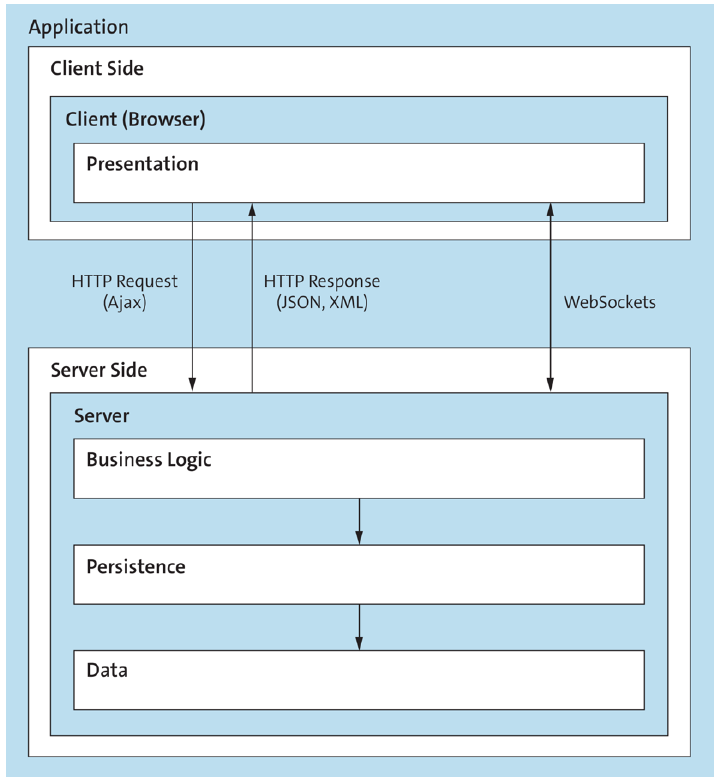 Application
Client Side
Client (Browser)
Presentation
HTTP Request
(Ajax)
HTTP Response
(JSON, XML)
WebSockets
Server Side
Server
Business Logic
Persistence
Data